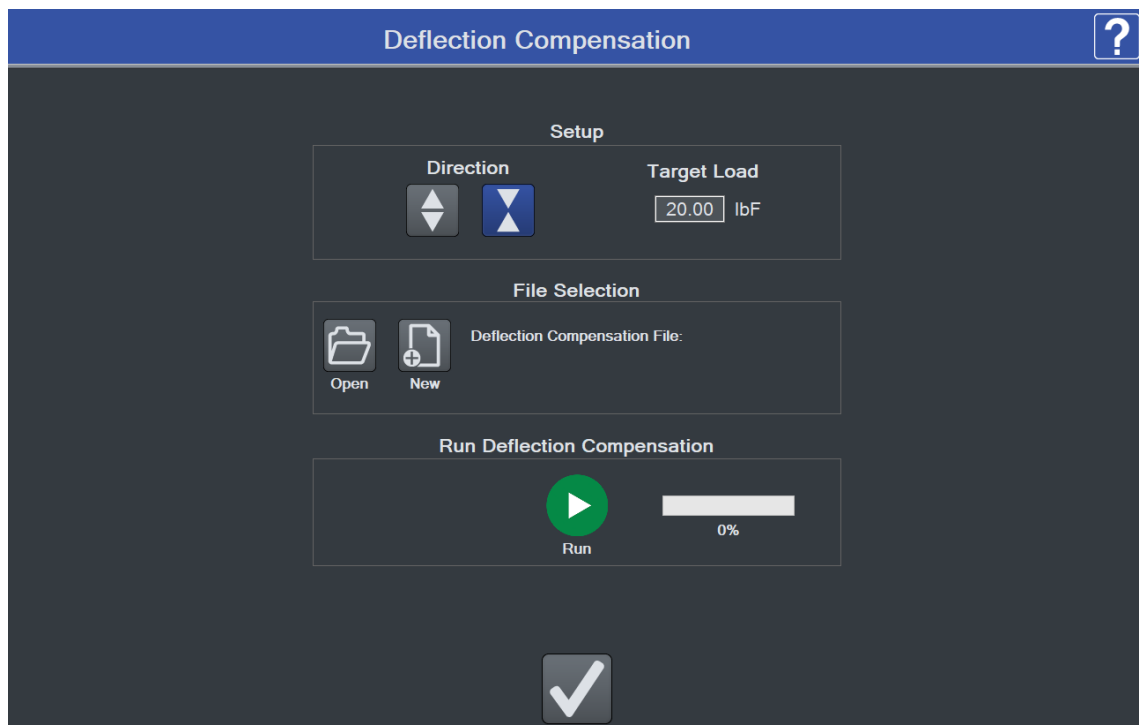 Deflection Compensation
?
Setup
Direction
Target Load
20.00 lbF
File Selection
Deflection Compensation File:
Open
New
Run Deflection Compensation
Run
0%